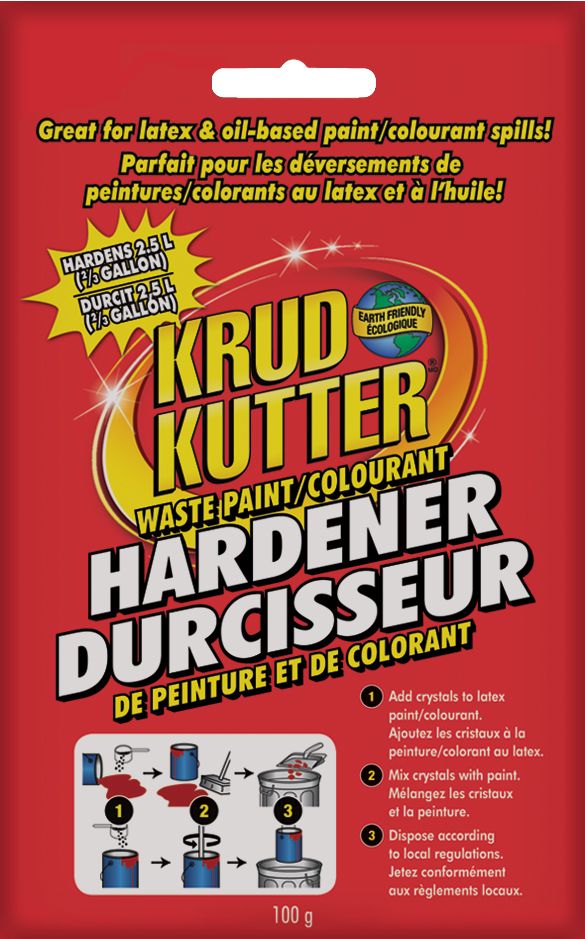 Great for latex & oil-based paint/colourant spills!
Parfait pour les déversements de
peintures/colorants au latex et à l'huile!
HARDENS 2.5 L
(2/3 GALLON)
DURCIT 2.5 L
(2/3 GALLON)
EARTH FRIENDLY
ÉCOLOGIQUE
KRUD
KUTTER
®
MD
WASTE PAINT/COLOURANT
HARDENER
DURCISSEUR
DE PEINTURE ET DE COLORANT
1 Add crystals to latex
paint/colourant.
Ajoutez les cristaux à la
peinture/colorant au latex.
2 Mix crystals with paint.
Mélangez les cristaux
et la peinture.
3 Dispose according
to local regulations.
Jetez conformément
aux règlements locaux.
1 2 3
100 g